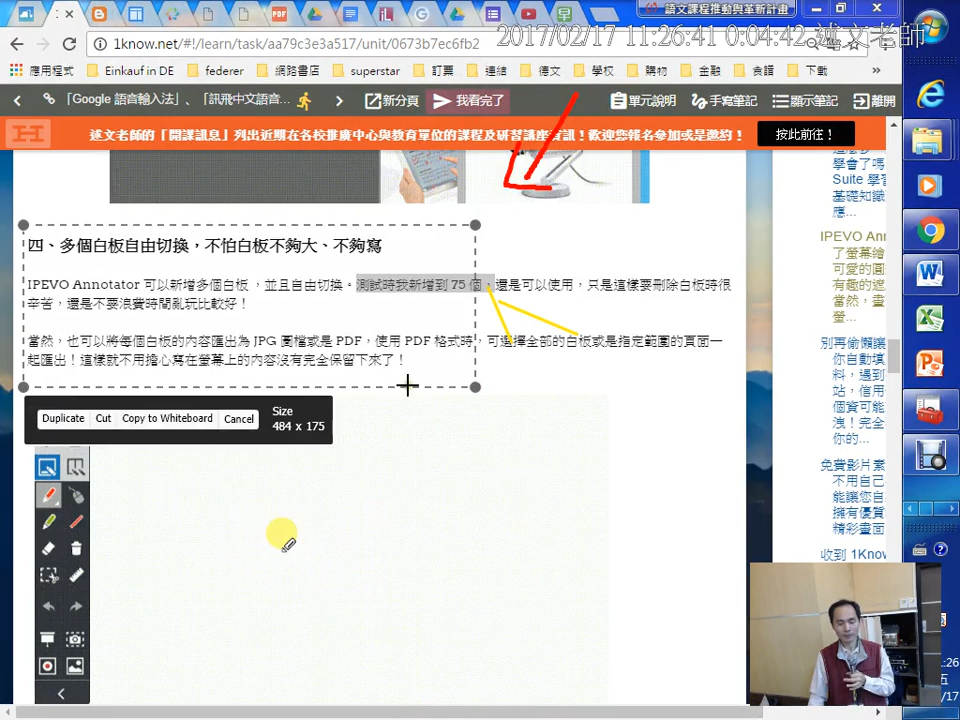 語文課程推動與革新計畫
1know.net/#!/learn/task/aa79c3e3a517/unit/0673b7ec6fb2
2017/02/17 11:26:41 0:04:42 述文老師
應用程式 Einkauf in DE federer 網路書店 superstar 訂票 連結 德文 學校 購物 金融 食譜 下載 »
「Google 語音輸入法」、「訊飛中文語音... 新分頁 我看完了 單元說明 手寫筆記 顯示筆記 離開
述文老師的「開課訊息」列出近期在各校推廣中心與教育單位的課程及研習講座資訊！歡迎您報名參加或是邀約！ 按此前往！
四、多個白板自由切換，不怕白板不夠大、不夠寫
IPEVO Annotator 可以新增多個白板，並且自由切換。測試時我新增到 75 個，還是可以使用，只是這樣要刪除白板時很
辛苦，還是不要浪費時間亂玩比較好！
當然，也可以將每個白板的內容匯出為 JPG 圖檔或是 PDF，使用 PDF 格式時，可選擇全部的白板或是指定範圍的頁面一
起匯出！這樣就不用擔心寫在螢幕上的內容沒有完全保留下來了！
Duplicate Cut Copy to Whiteboard Cancel
Size
484 x 175
學會了嗎
Suite 學習
基礎知識
應...
IPEVO Ann
了螢幕繪
可愛的圓
有趣的遮
當然，畫
螢...
別再偷懶
你自動填
料，遇到
站，信用
個資可能
洩！完全
你的...
免費影片素
不用自己
能讓您自
擁有優質
精彩畫面
收到 1Know